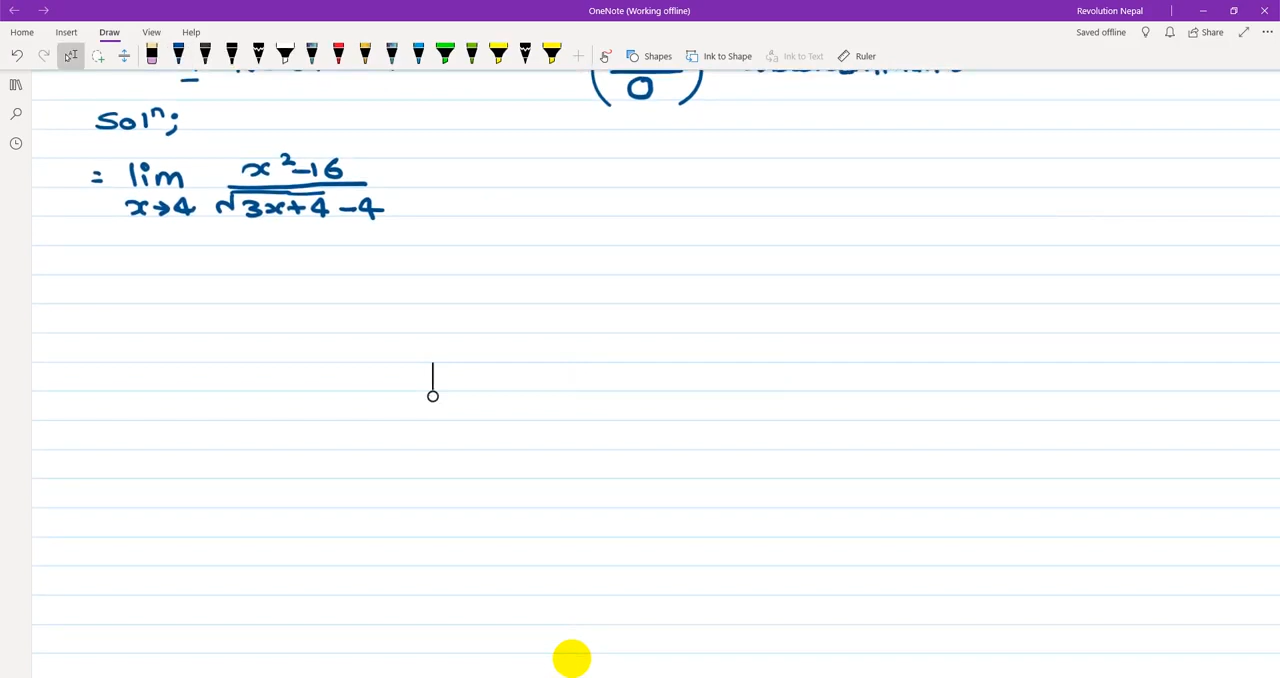 OneNote (Working offline)
Revolution Nepal
Home Insert Draw View Help
Saved offline
Share
Shapes
Ink to Shape
Ink to Text
Ruler
0
Solⁿ;
= lim x²-16
x→4 √3x+4 -4